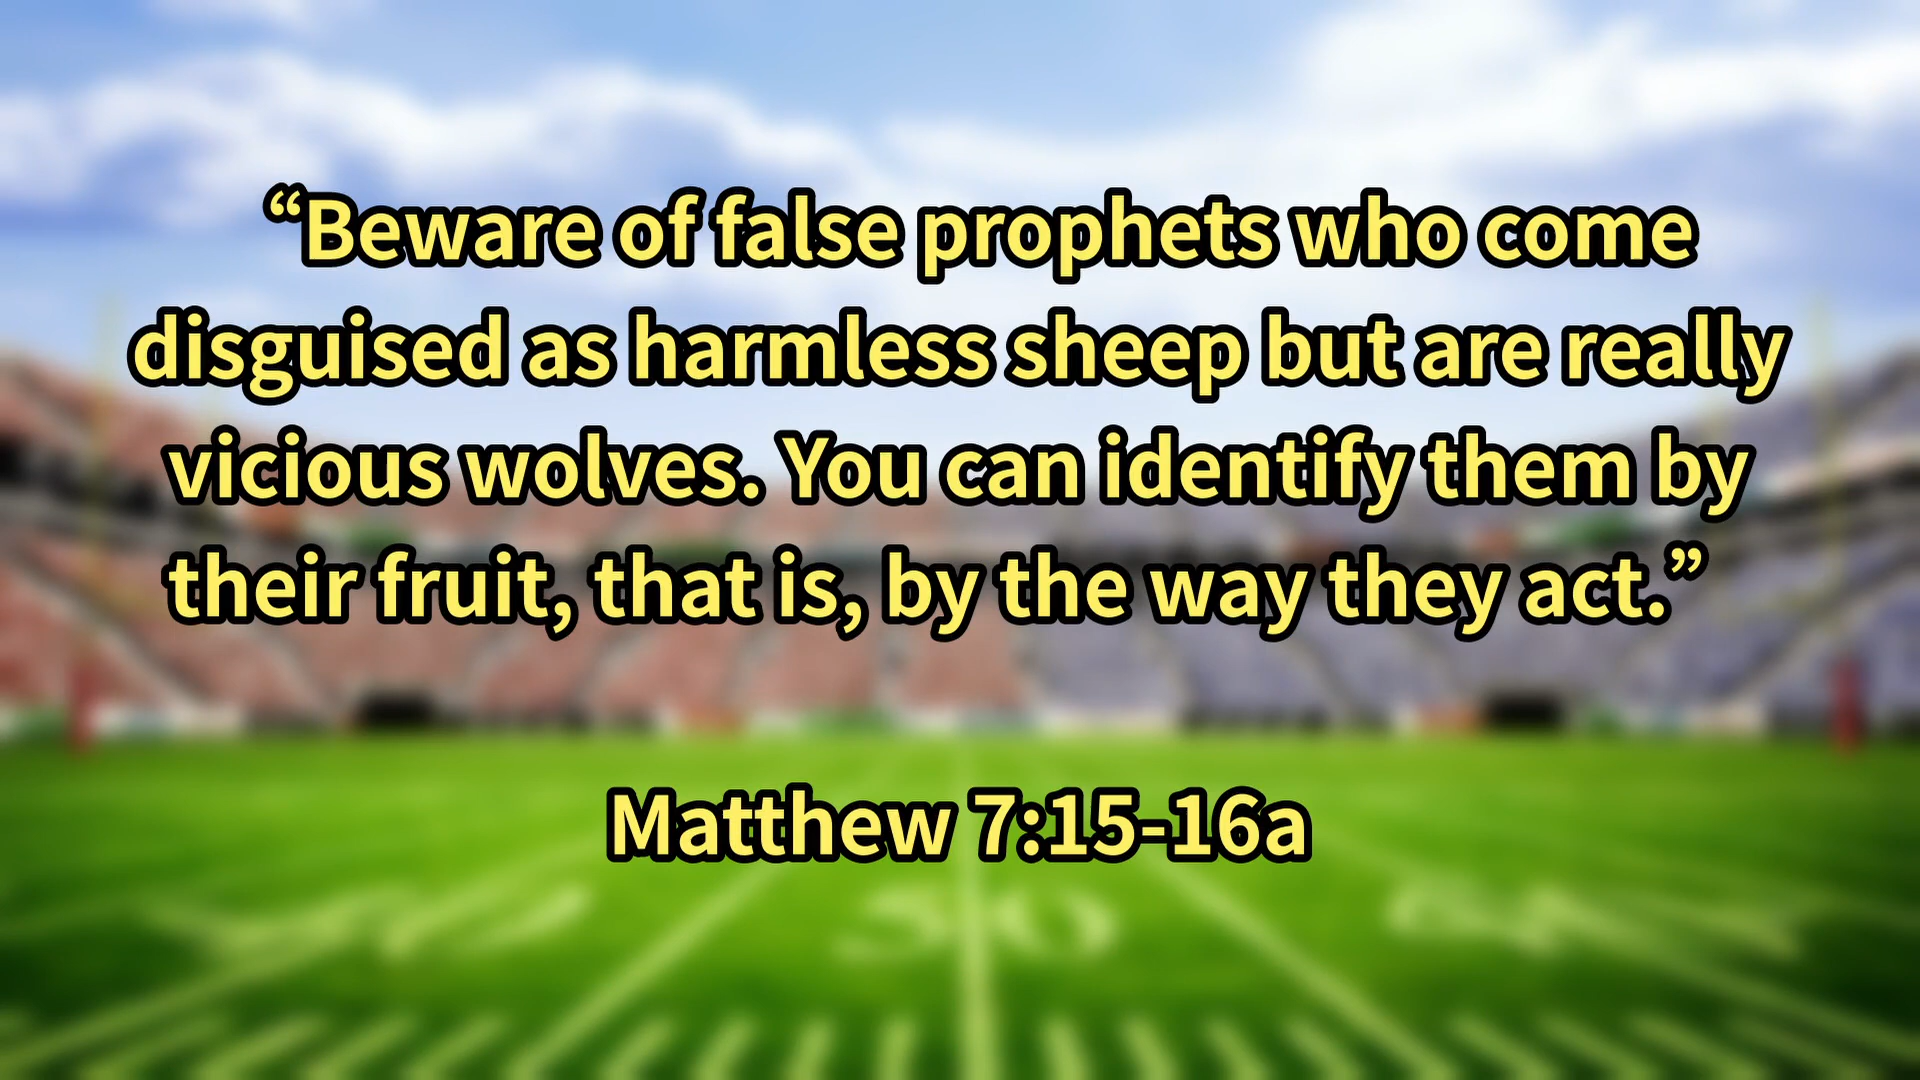 “Beware of false prophets who come
disguised as harmless sheep but are really
vicious wolves. You can identify them by
their fruit, that is, by the way they act.”
Matthew 7:15-16a
50